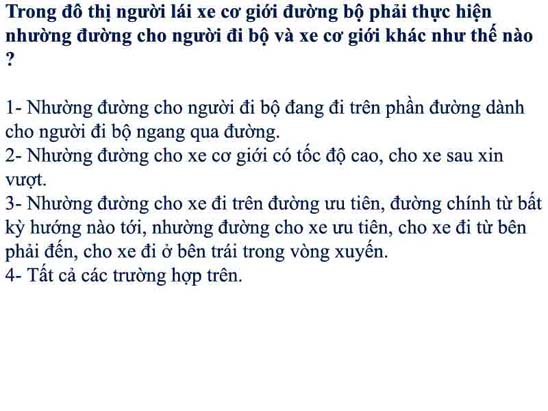 Trong đô thị người lái xe cơ giới đường bộ phải thực hiện
nhường đường cho người đi bộ và xe cơ giới khác như thế nào
?
1- Nhường đường cho người đi bộ đang đi trên phần đường dành
cho người đi bộ ngang qua đường.
2- Nhường đường cho xe cơ giới có tốc độ cao, cho xe sau xin
vượt.
3- Nhường đường cho xe đi trên đường ưu tiên, đường chính từ bất
kỳ hướng nào tới, nhường đường cho xe ưu tiên, cho xe đi từ bên
phải đến, cho xe đi ở bên trái trong vòng xuyến.
4- Tất cả các trường hợp trên.